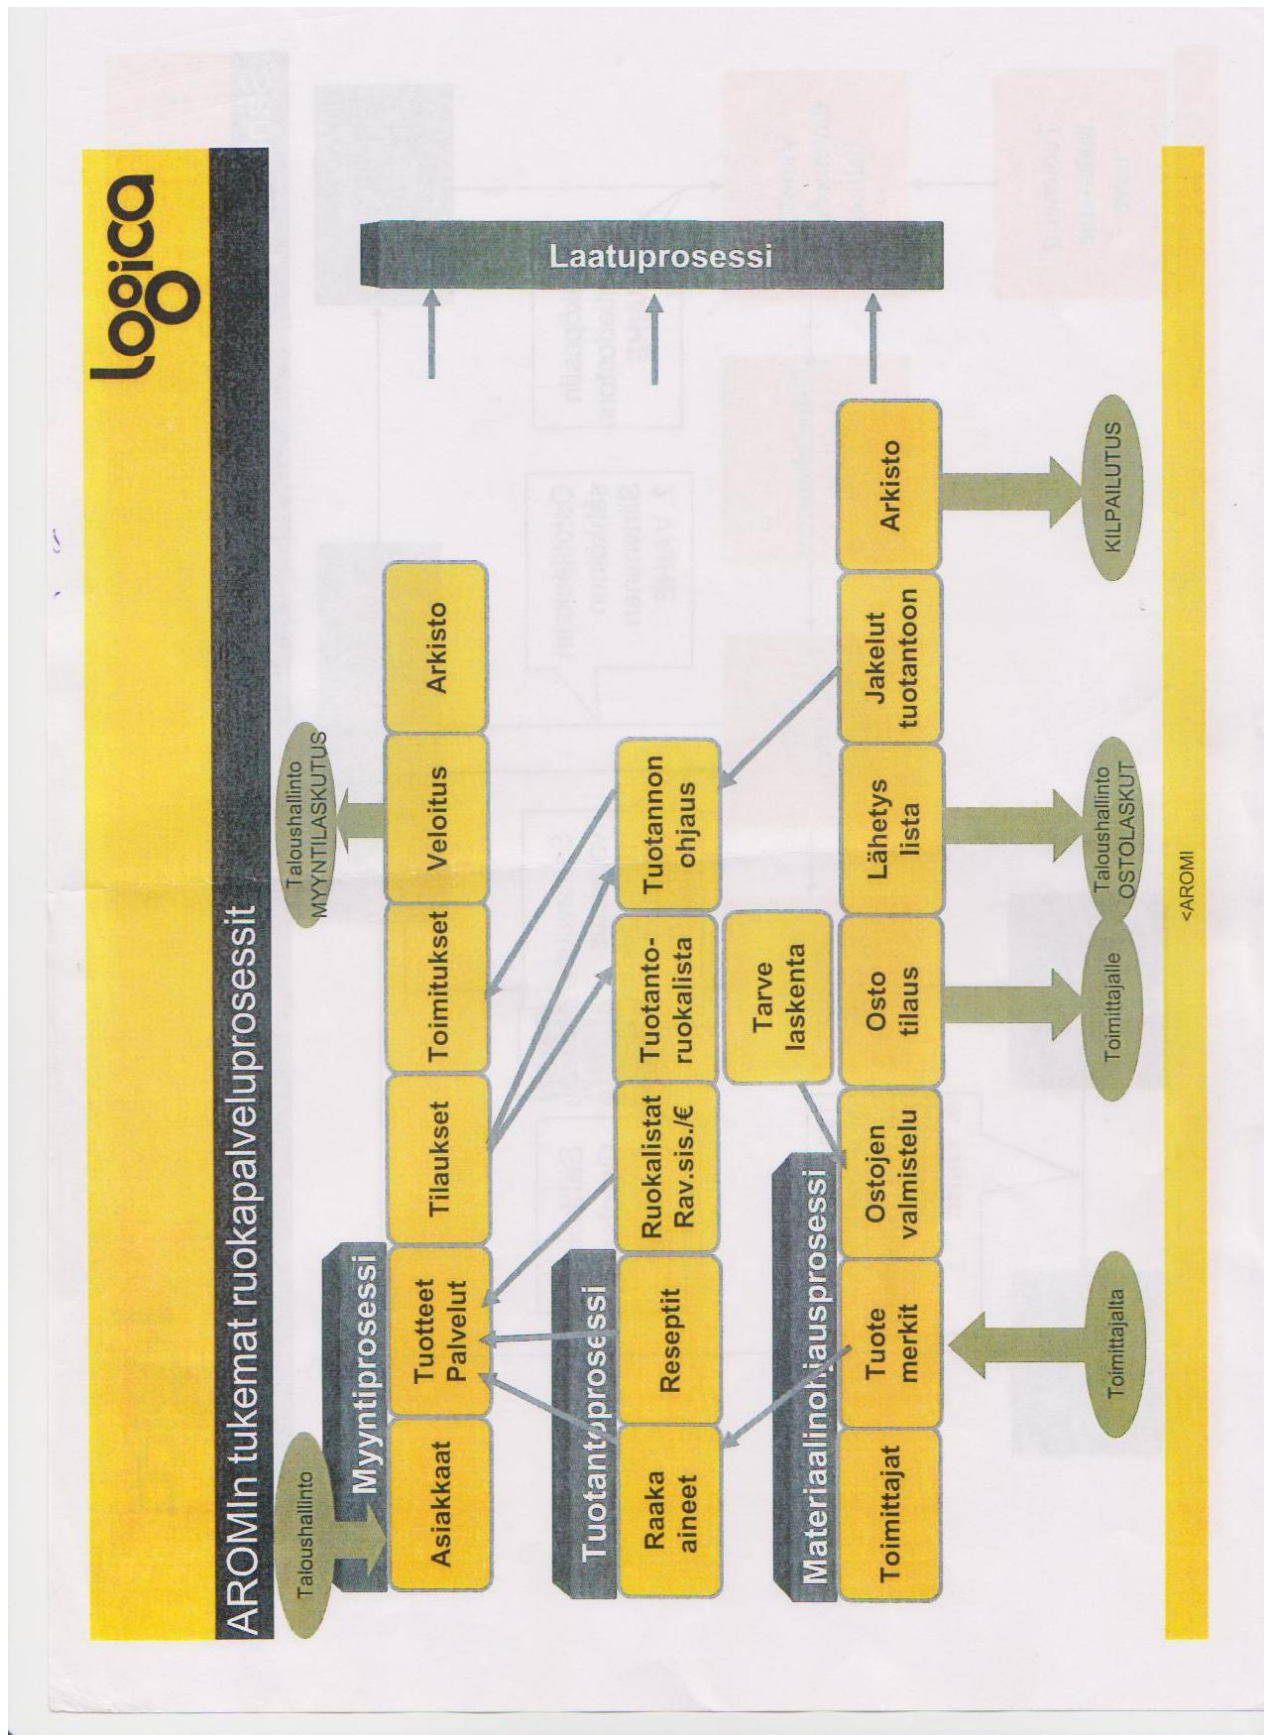 logica
AROMIn tukemat ruokapalveluprosessit
Taloushallinto
Taloushallinto
MYYNTILASKUTUS
Myyntiprosessi
Asiakkaat
Tuotteet
Palvelut
Tilaukset
Toimitukset
Veloitus
Arkisto
Tuotantoprosessi
Raaka
aineet
Reseptit
Ruokalistat
Rav.sis./€
Tuotanto-
ruokalista
Tuotannon
ohjaus
Tarve
laskenta
Materiaalinohjausprosessi
Toimittajat
Tuote
merkit
Ostojen
valmistelu
Osto
tilaus
Lähetys
lista
Jakelut
tuotantoon
Arkisto
Laatuprosessi
Toimittajalta
Toimittajalle
Taloushallinto
OSTOLASKUT
KILPAILUTUS
<AROMI